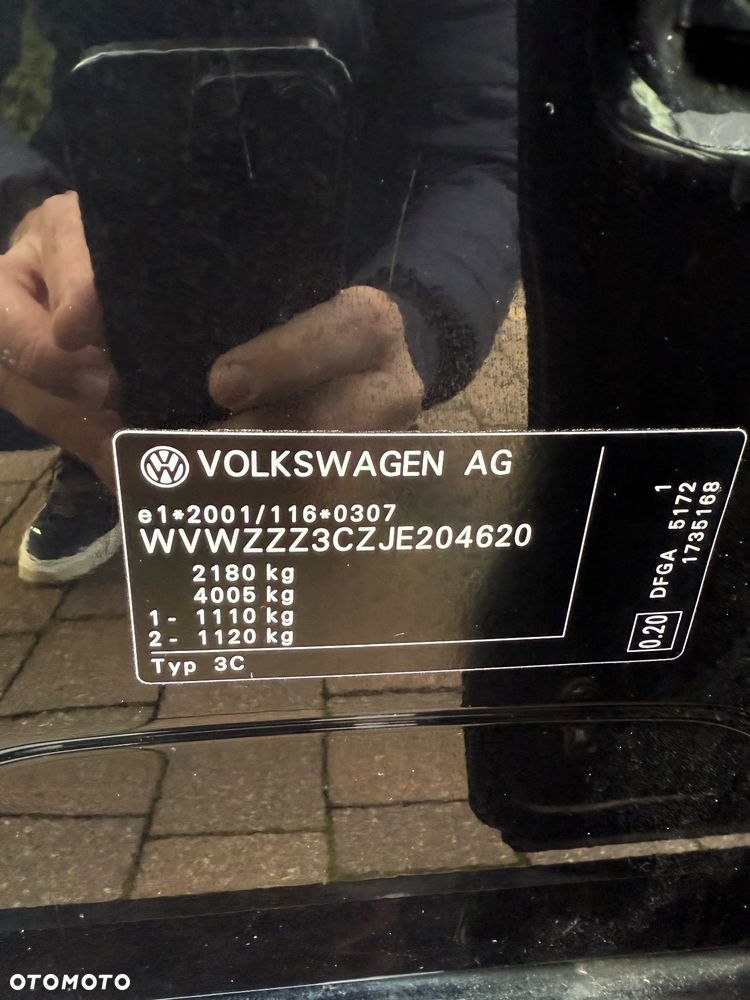 VOLKSWAGEN AG
e1*2001/116*0307
WVWZZZ3CZJE204620
2180 kg
4005 kg
1- 1110 kg
2- 1120 kg
Typ 3C
1
DFGA 5172
1735168
0.20
OTOMOTO